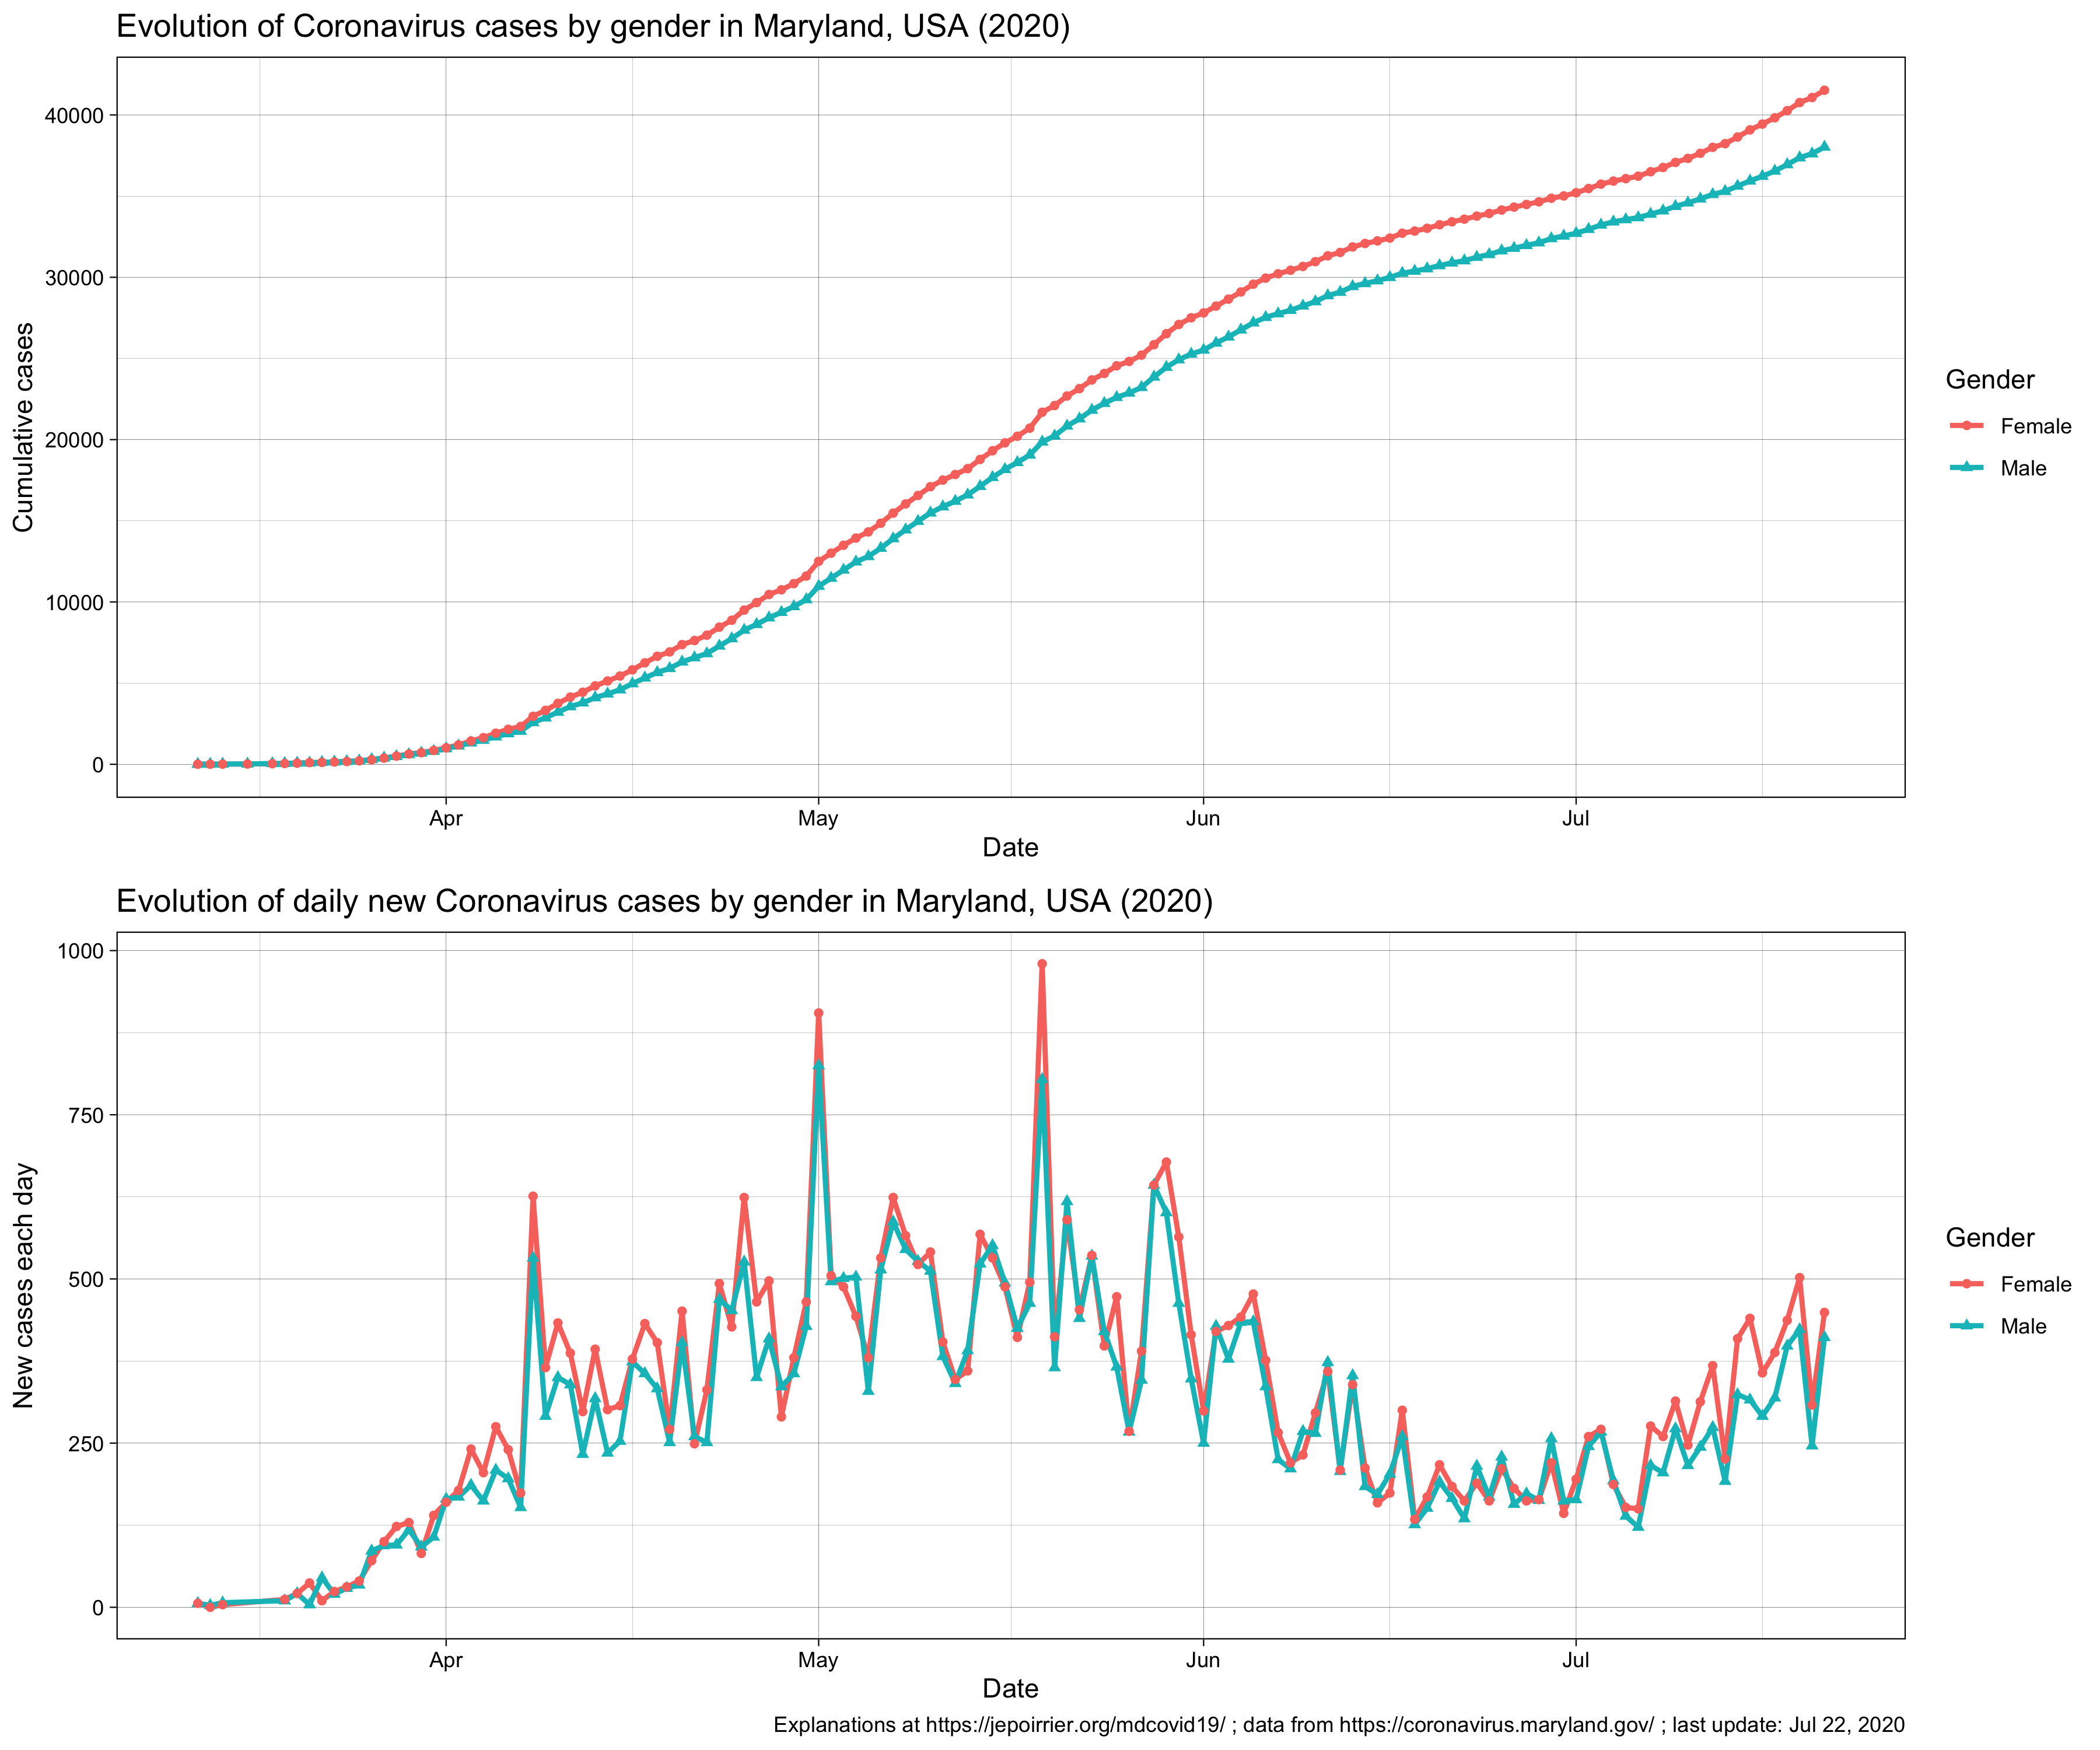 Evolution of Coronavirus cases by gender in Maryland, USA (2020)
40000
30000
20000
10000
0
Cumulative cases
Apr May Jun Jul
Date
Gender
Female
Male
Evolution of daily new Coronavirus cases by gender in Maryland, USA (2020)
1000
750
500
250
0
New cases each day
Apr May Jun Jul
Date
Gender
Female
Male
Explanations at https://jepoirrier.org/mdcovid19/ ; data from https://coronavirus.maryland.gov/ ; last update: Jul 22, 2020